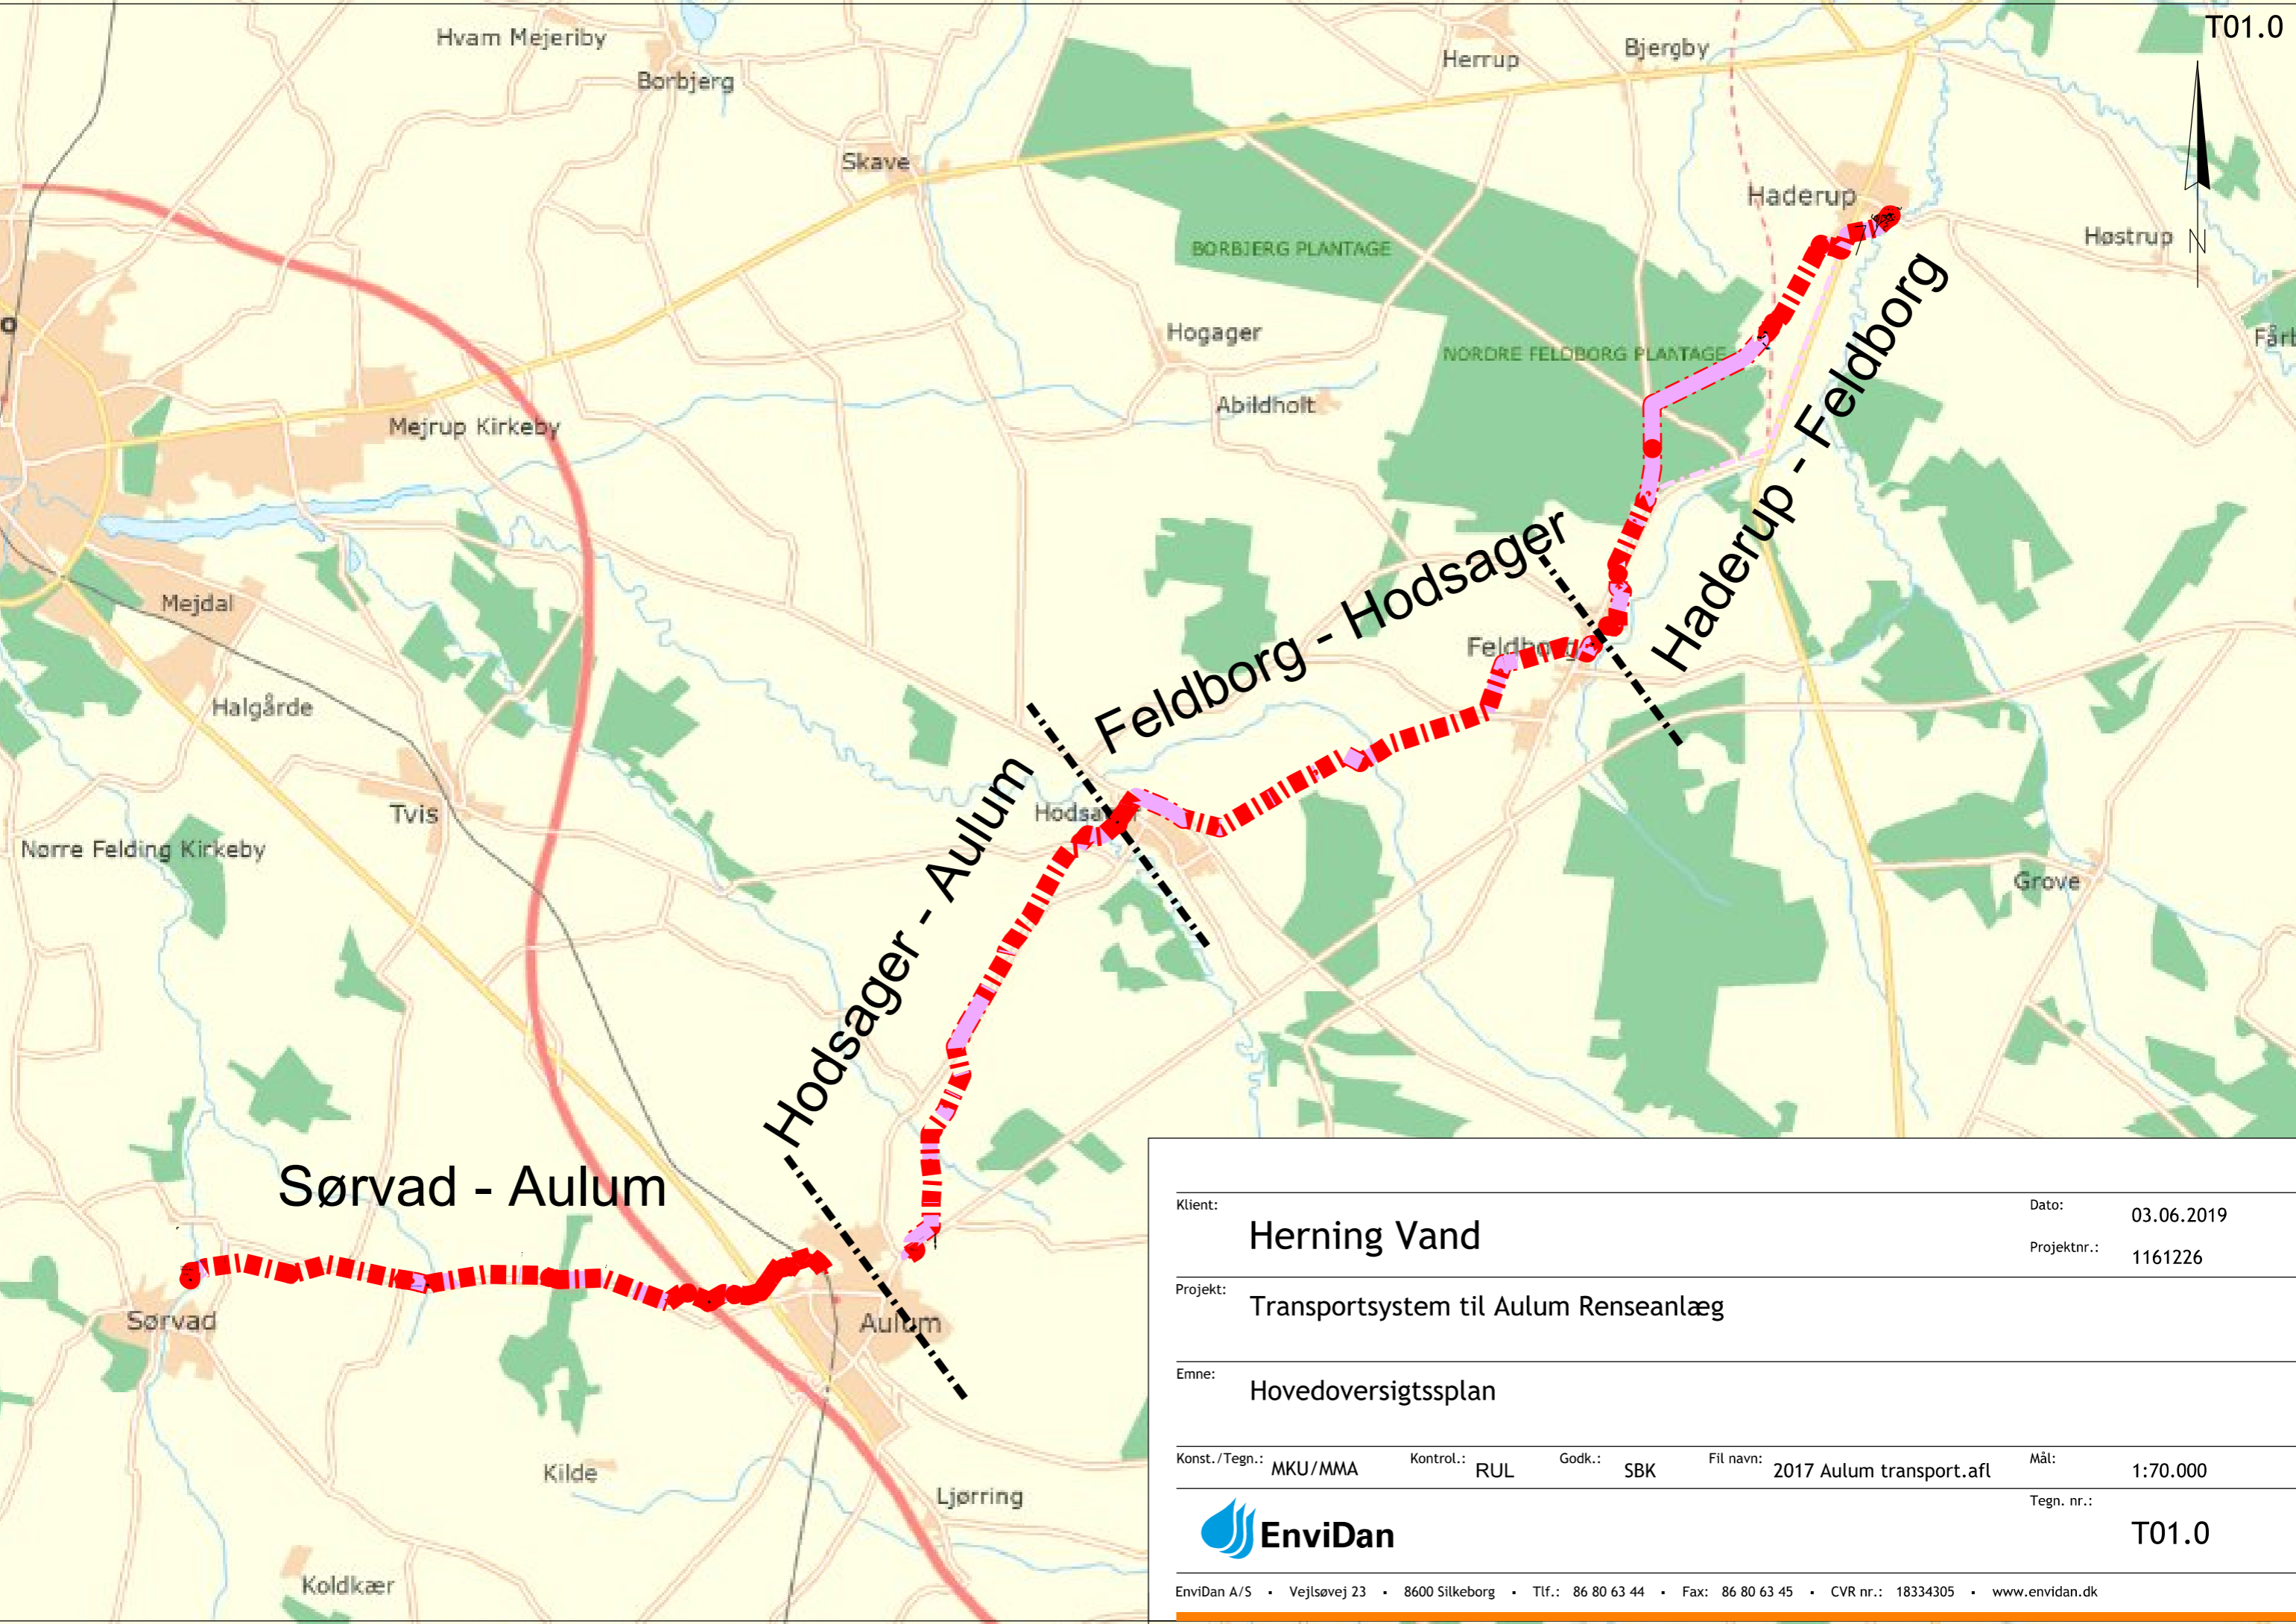 T01.0
Hvam Mejeriby
Borbjerg
Herrup
Bjergby
Skave
Haderup
Høstrup
N
BORBJERG PLANTAGE
o
Hogager
NORDRE FELDBORG PLANTAGE
Abildholt
Mejrup Kirkeby
Haderup - Feldborg
Feldborg - Hodsager
Mejdal
Feldborg
Halgårde
Hodsager - Aulum
Tvis
Nørre Felding Kirkeby
Grove
Sørvad - Aulum
Sørvad
Aulum
Kilde
Ljørring
Koldkær
Klient:
Herning Vand
Dato:
03.06.2019
Projektnr.:
1161226
Projekt:
Transportsystem til Aulum Renseanlæg
Emne:
Hovedoversigtssplan
Konst./Tegn.: MKU/MMA Kontrol.: RUL Godk.: SBK Fil navn: 2017 Aulum transport.afl Mål: 1:70.000
Tegn. nr.:
T01.0
EnviDan
EnviDan A/S • Vejlsøvej 23 • 8600 Silkeborg • Tlf.: 86 80 63 44 • Fax: 86 80 63 45 • CVR nr.: 18334305 • www.envidan.dk